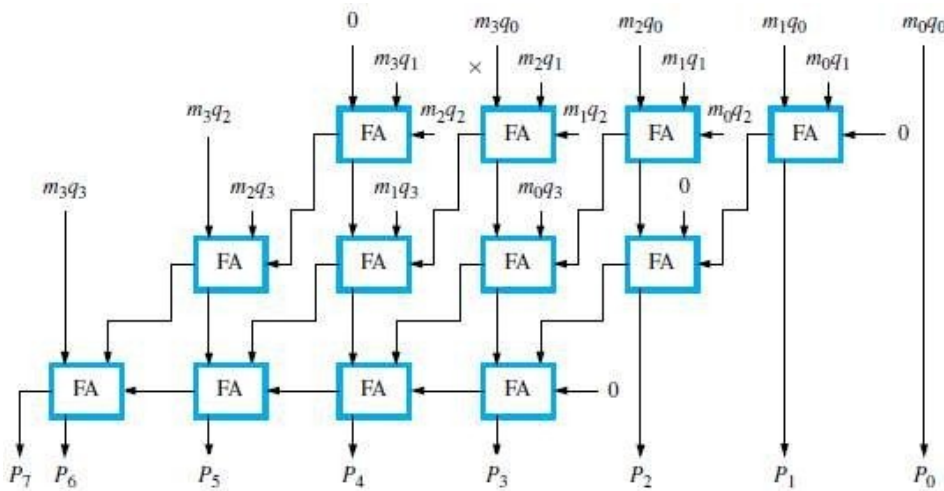 0 m₃q₀ m₂q₀ m₁q₀ m₀q₀
m₃q₁ × m₂q₁ m₁q₁ m₀q₁
m₃q₂ FA m₂q₂ FA m₁q₂ FA m₀q₂ FA 0
m₃q₃ m₂q₃ m₁q₃ m₀q₃ 0
FA FA FA FA
FA FA FA FA 0
P₇ P₆ P₅ P₄ P₃ P₂ P₁ P₀